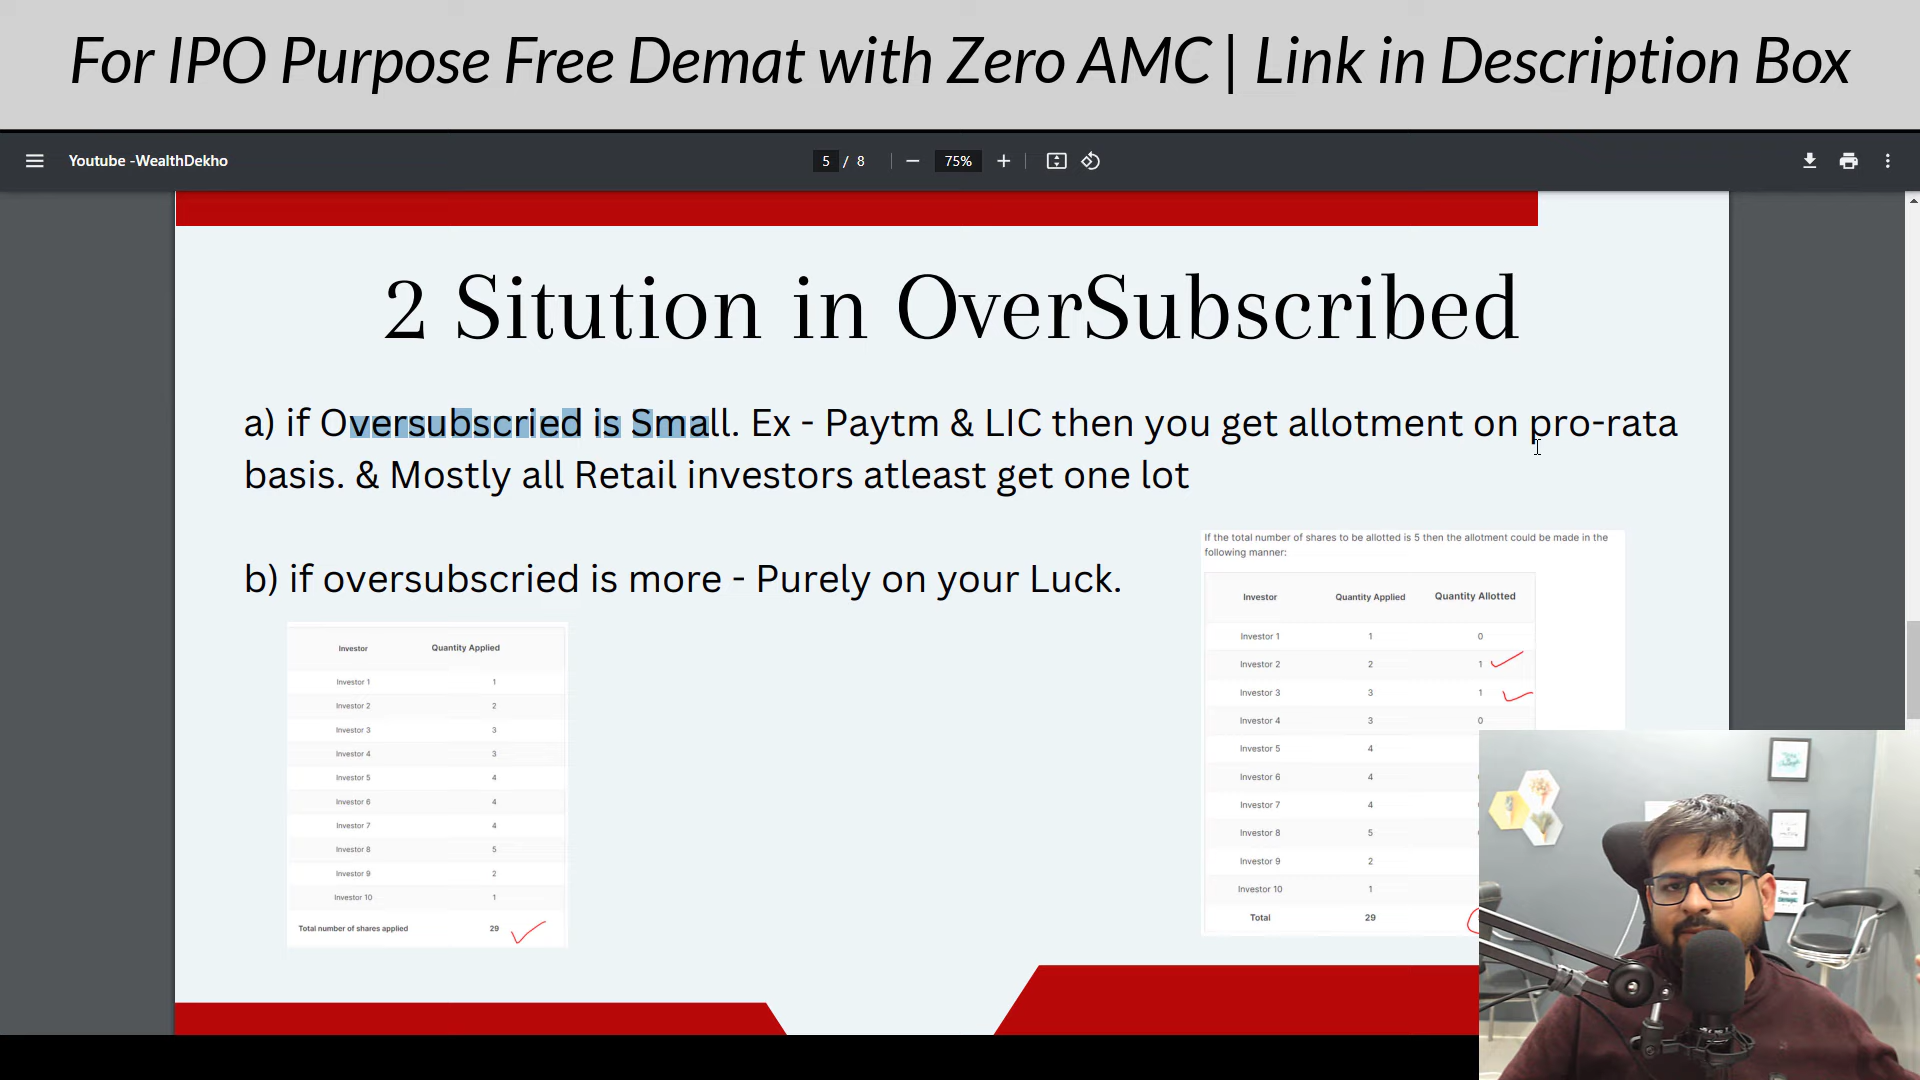 For IPO Purpose Free Demat with Zero AMC | Link in Description Box
Youtube -WealthDekho
5 / 8
75%
2 Sitution in OverSubscribed
a) if Oversubscried is Small. Ex - Paytm & LIC then you get allotment on pro-rata
basis. & Mostly all Retail investors atleast get one lot
b) if oversubscried is more - Purely on your Luck.
Investor Quantity Applied
Investor 1 1
Investor 2 2
Investor 3 3
Investor 4 3
Investor 5 4
Investor 6 4
Investor 7 4
Investor 8 5
Investor 9 2
Investor 10 1
Total number of shares applied 29
If the total number of shares to be allotted is 5 then the allotment could be made in the
following manner:
Investor Quantity Applied Quantity Allotted
Investor 1 1 0
Investor 2 2 1
Investor 3 3 1
Investor 4 3 0
Investor 5 4
Investor 6 4
Investor 7 4
Investor 8 5
Investor 9 2
Investor 10 1
Total 29